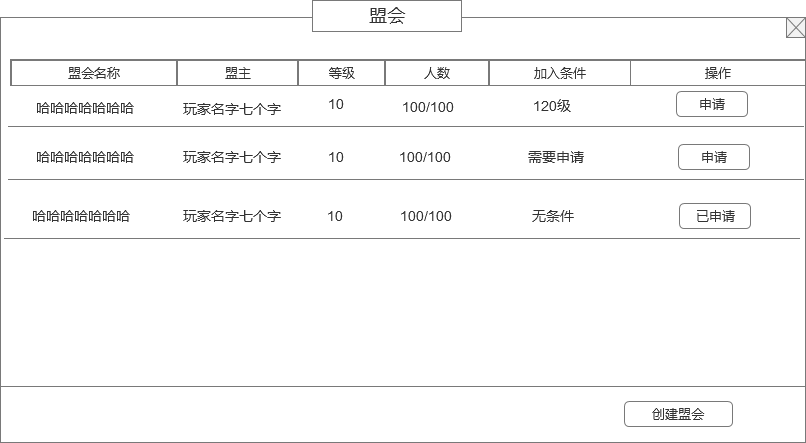 盟会
盟会名称 盟主 等级 人数 加入条件 操作
哈哈哈哈哈哈哈 玩家名字七个字 10 100/100 120级 申请
哈哈哈哈哈哈哈 玩家名字七个字 10 100/100 需要申请 申请
哈哈哈哈哈哈哈 玩家名字七个字 10 100/100 无条件 已申请
创建盟会